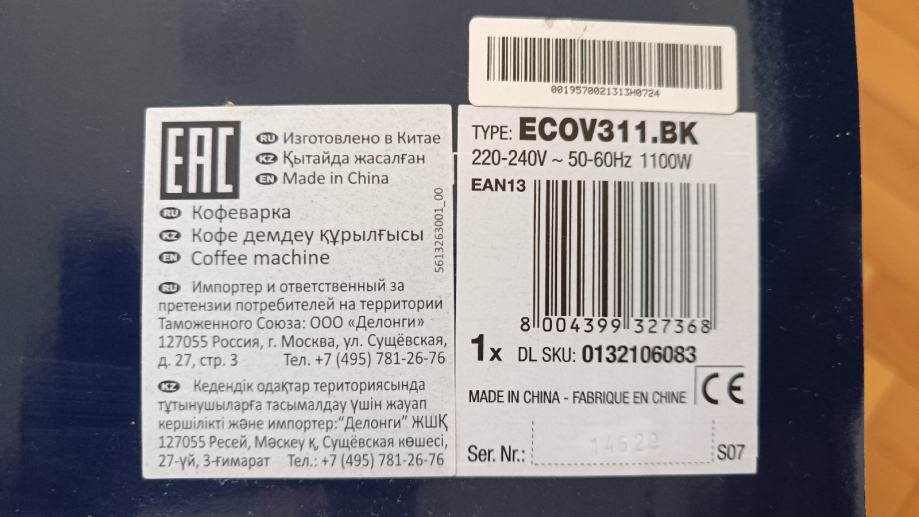 0019570021313H0724
EAC
RU Изготовлено в Китае
KZ Қытайда жасалған
EN Made in China
RU Кофеварка
KZ Кофе демдеу құрылғысы
EN Coffee machine
5613263001_00
RU Импортер и ответственный за
претензии потребителей на территории
Таможенного Союза: ООО «Делонги»
127055 Россия, г. Москва, ул. Сущёвская,
д. 27, стр. 3 Тел. +7 (495) 781-26-76
KZ Кедендік одақтар териториясында
тұтынушыларға тасымалдау үшін жауап
кершілікті және импортер:“Делонги” ЖШҚ
127055 Ресей, Мәскеу қ, Сущёвская көшесі,
27-үй, 3-ғимарат Тел.: +7 (495) 781-26-76
TYPE: ECOV311.BK
220-240V ~ 50-60Hz 1100W
EAN13
8 004399 327368
1x DL SKU: 0132106083
MADE IN CHINA - FABRIQUE EN CHINE CE
Ser. Nr.: S07